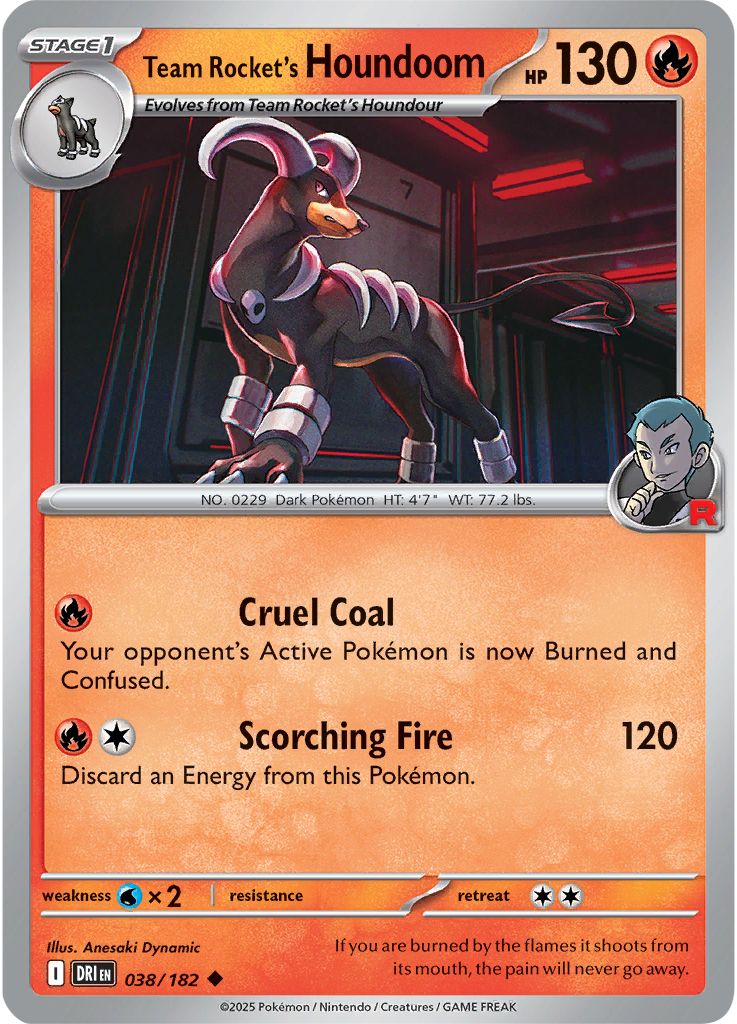 STAGE1
Team Rocket's Houndoom
HP 130
Evolves from Team Rocket's Houndour
7
NO. 0229 Dark Pokémon HT: 4'7" WT: 77.2 lbs.
R
Cruel Coal
Your opponent's Active Pokémon is now Burned and
Confused.
Scorching Fire 120
Discard an Energy from this Pokémon.
weakness ×2 resistance retreat
Illus. Anesaki Dynamic
I DRI EN 038/182
If you are burned by the flames it shoots from
its mouth, the pain will never go away.
©2025 Pokémon / Nintendo / Creatures / GAME FREAK